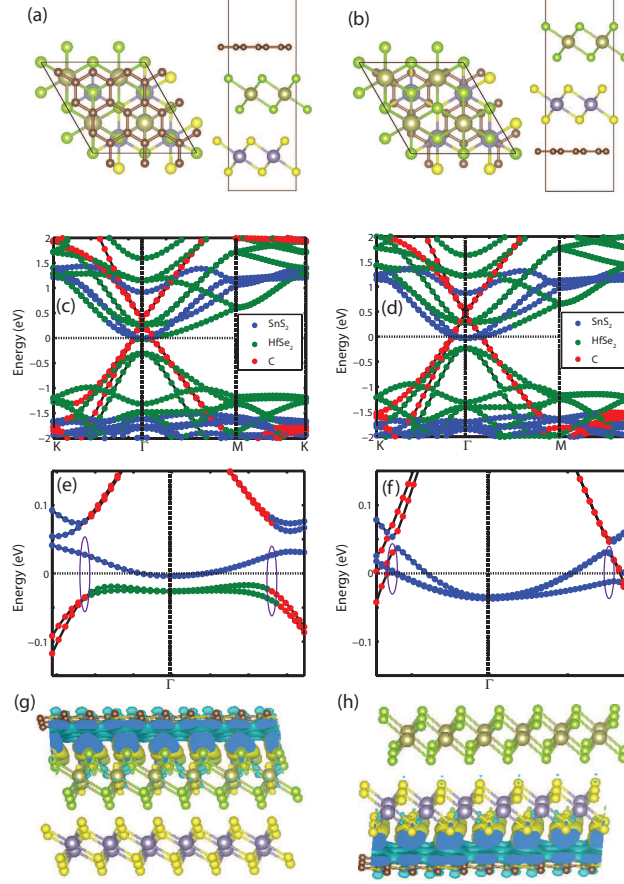 (a)
(b)
2
1.5
1
0.5
0
−0.5
−1
−1.5
−2
Energy (eV)
(c)
SnS2
HfSe2
C
K
Γ
M
K
2
1.5
1
0.5
0
−0.5
−1
−1.5
−2
Energy (eV)
(d)
SnS2
HfSe2
C
K
Γ
M
(e)
0.1
0
−0.1
Energy (eV)
Γ
(f)
0.1
0
−0.1
Energy (eV)
Γ
(g)
(h)